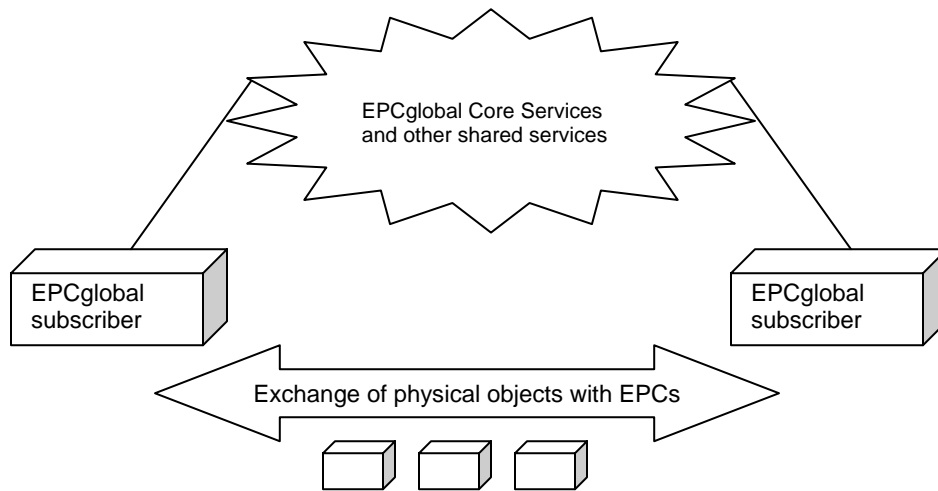 EPCglobal Core Services
and other shared services
EPCglobal
subscriber
EPCglobal
subscriber
Exchange of physical objects with EPCs